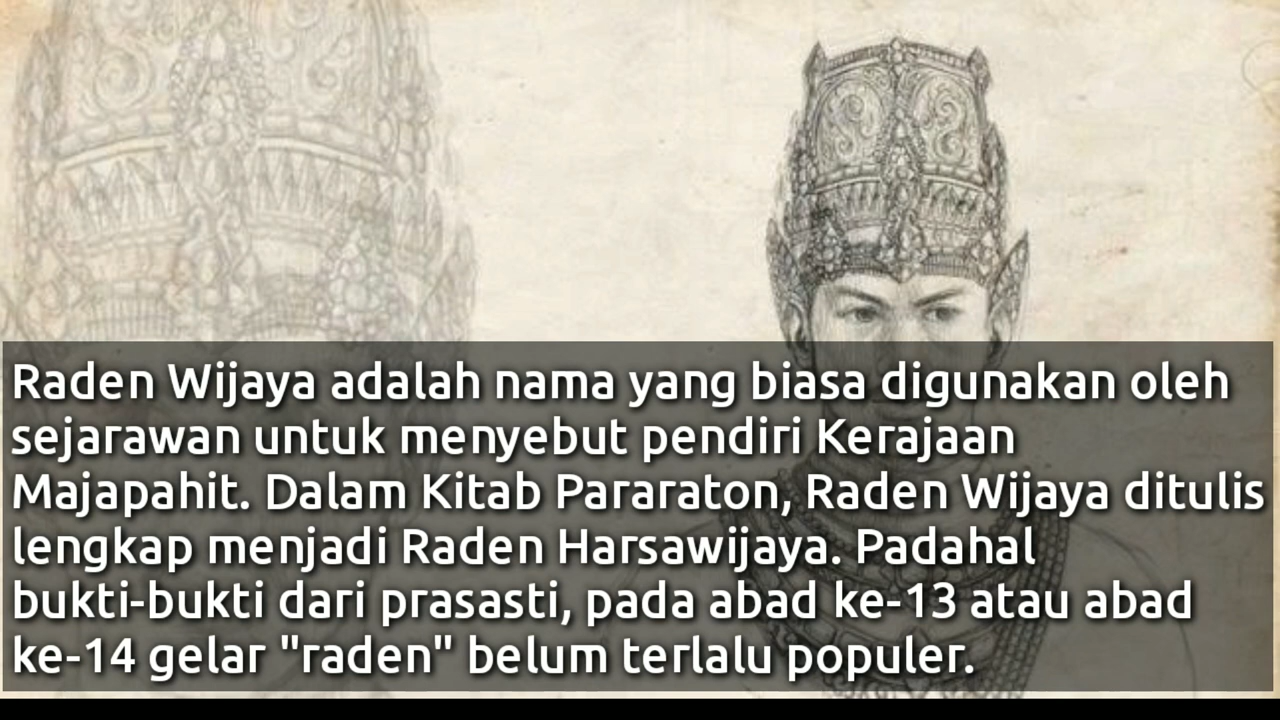 Raden Wijaya adalah nama yang biasa digunakan oleh
sejarawan untuk menyebut pendiri Kerajaan
Majapahit. Dalam Kitab Pararaton, Raden Wijaya ditulis
lengkap menjadi Raden Harsawijaya. Padahal
bukti-bukti dari prasasti, pada abad ke-13 atau abad
ke-14 gelar "raden" belum terlalu populer.